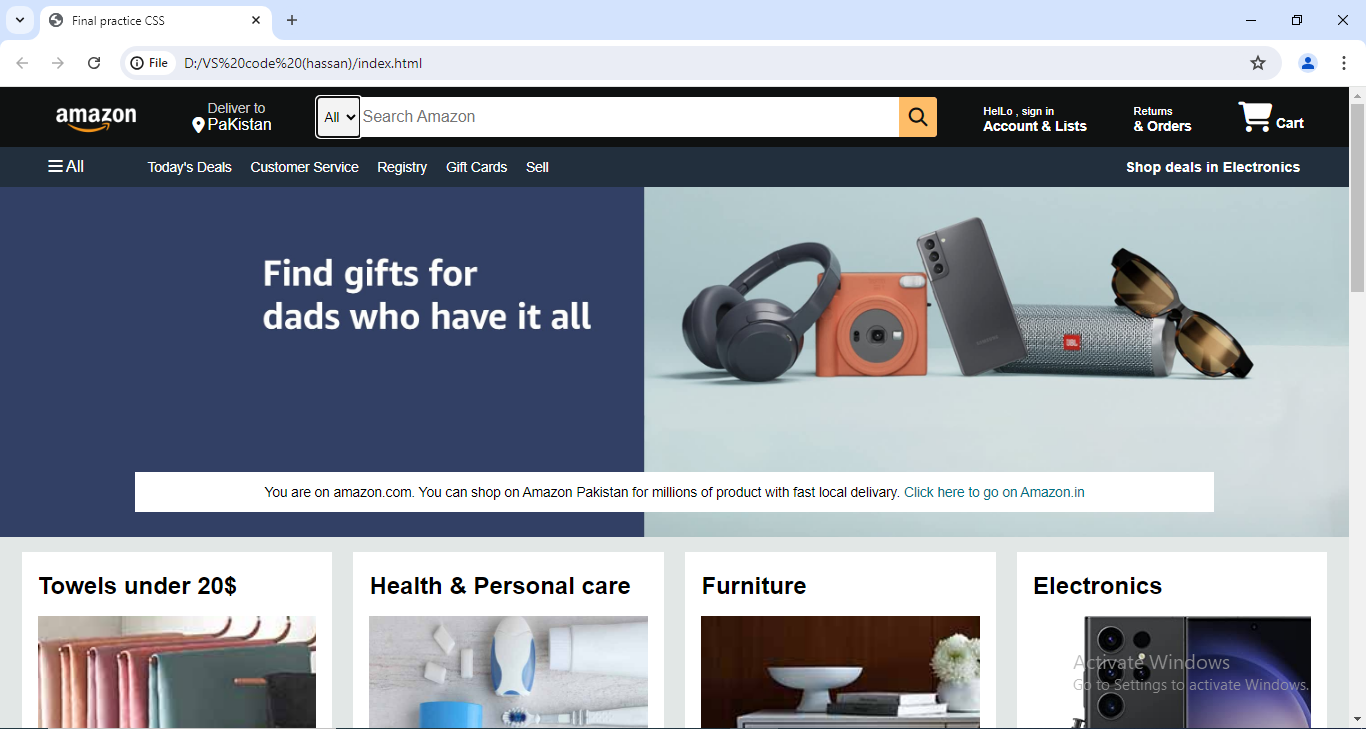 Final practice CSS
File D:/VS%20code%20(hassan)/index.html
amazon
Deliver to
PaKistan
All
Search Amazon
HelLo , sign in
Account & Lists
Returns
& Orders
Cart
All
Today's Deals
Customer Service
Registry
Gift Cards
Sell
Shop deals in Electronics
Find gifts for
dads who have it all
SAMSUNG
JBL
You are on amazon.com. You can shop on Amazon Pakistan for millions of product with fast local delivary. Click here to go on Amazon.in
Towels under 20$
Health & Personal care
Furniture
Electronics
Activate Windows
Go to Settings to activate Windows.